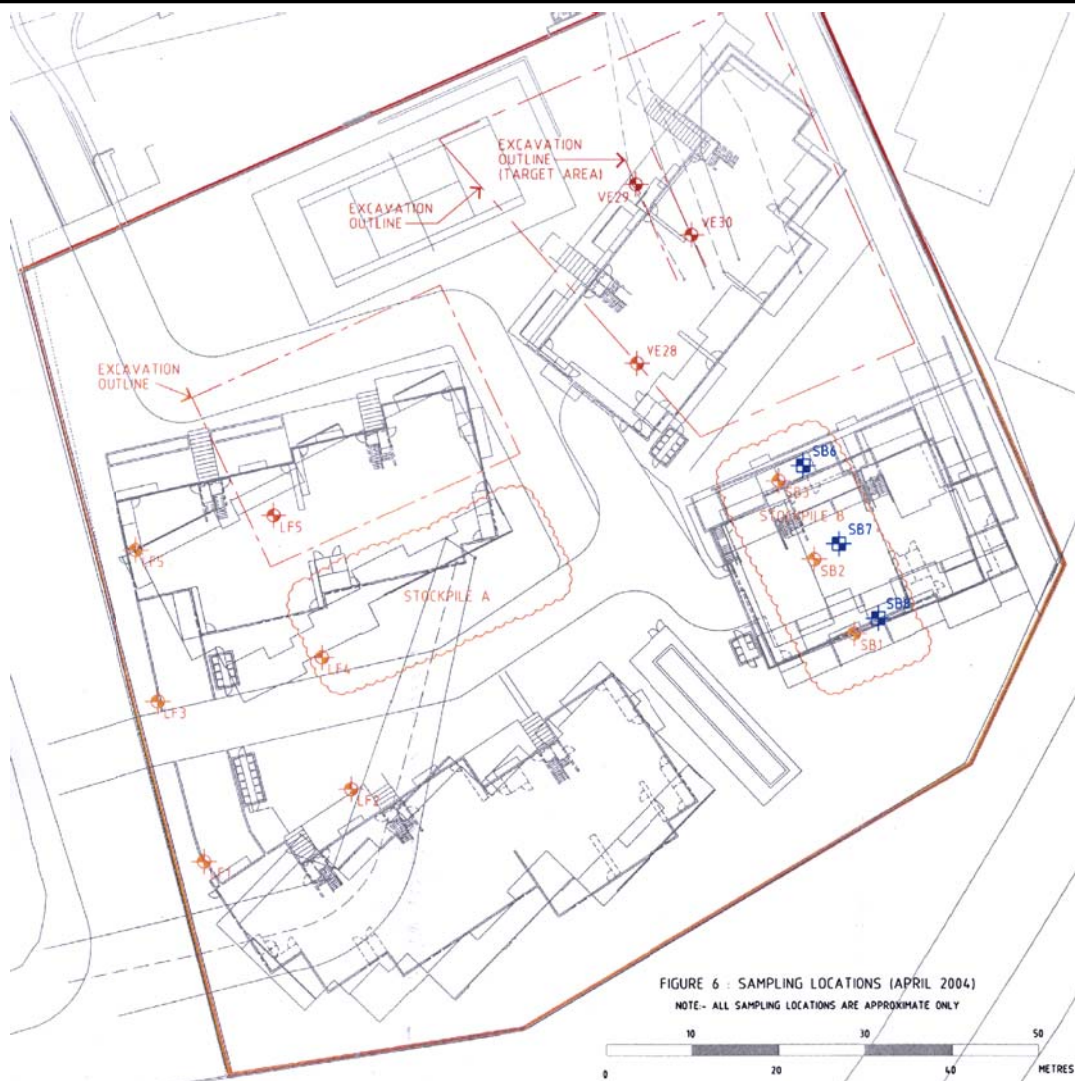 EXCAVATION
OUTLINE
(TARGET AREA)
VE29
EXCAVATION
OUTLINE
VE30
VE28
EXCAVATION
OUTLINE
SB6
SB3
STOCKPILE B
SB7
SB2
LF5
LF5
STOCKPILE A
SB8
SB1
LF4
LF3
LF2
LF1
FIGURE 6 : SAMPLING LOCATIONS (APRIL 2004)
NOTE:- ALL SAMPLING LOCATIONS ARE APPROXIMATE ONLY
10 30 50
0 20 40 METRES